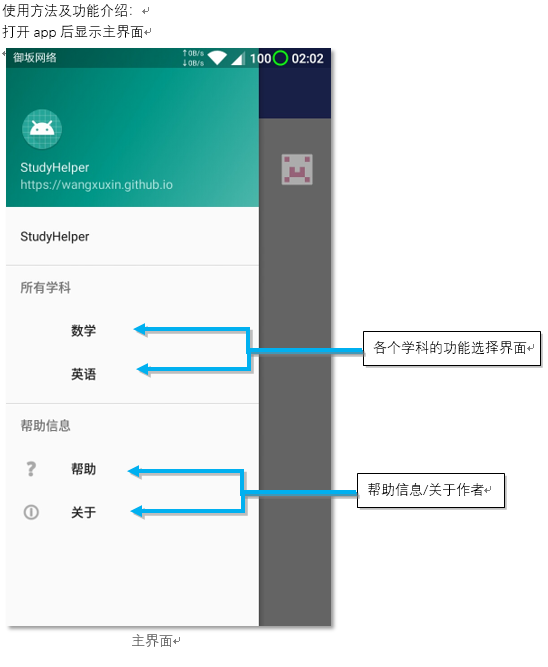 使用方法及功能介绍：
打开 app 后显示主界面
御坂网络
↑0B/s
↓0B/s
100
02:02
StudyHelper
https://wangxuxin.github.io
StudyHelper
所有学科
数学
英语
各个学科的功能选择界面
帮助信息
帮助
关于
帮助信息/关于作者
主界面